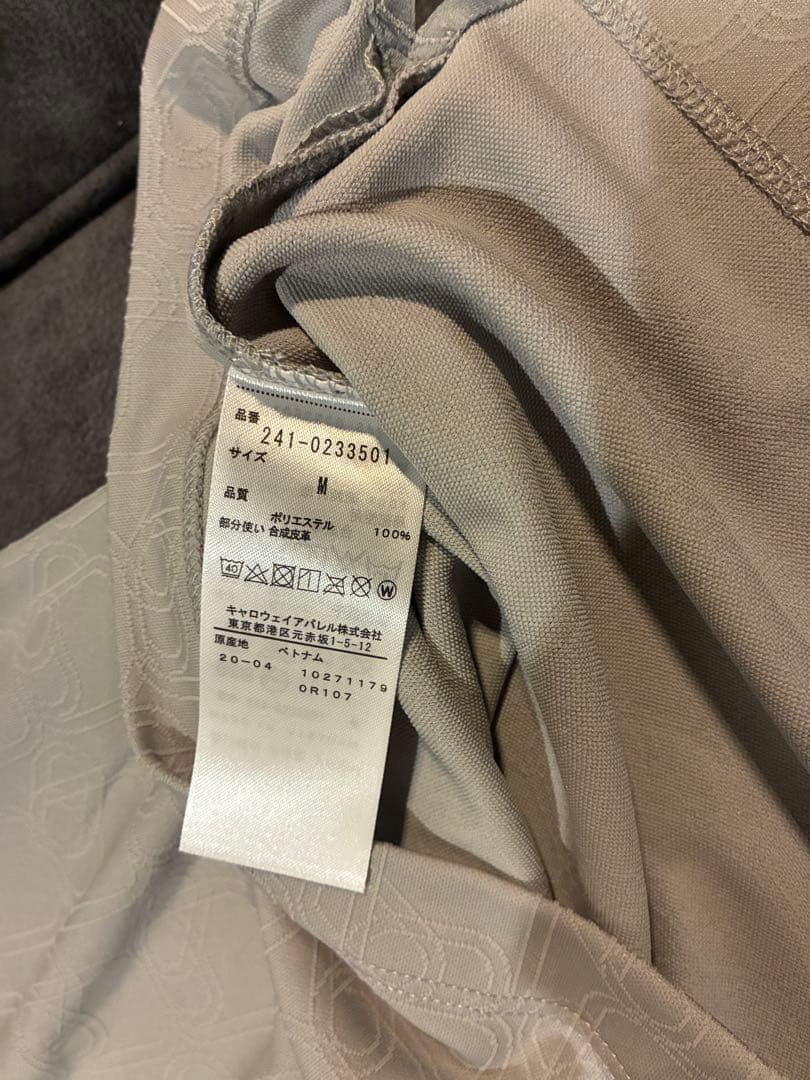 品番
241-0233501
サイズ
M
品質
ポリエステル 100%
部分使い 合成皮革
40
W
キャロウェイアパレル株式会社
東京都港区元赤坂1-5-12
原産地 ベトナム
20-04 10271179
0R107